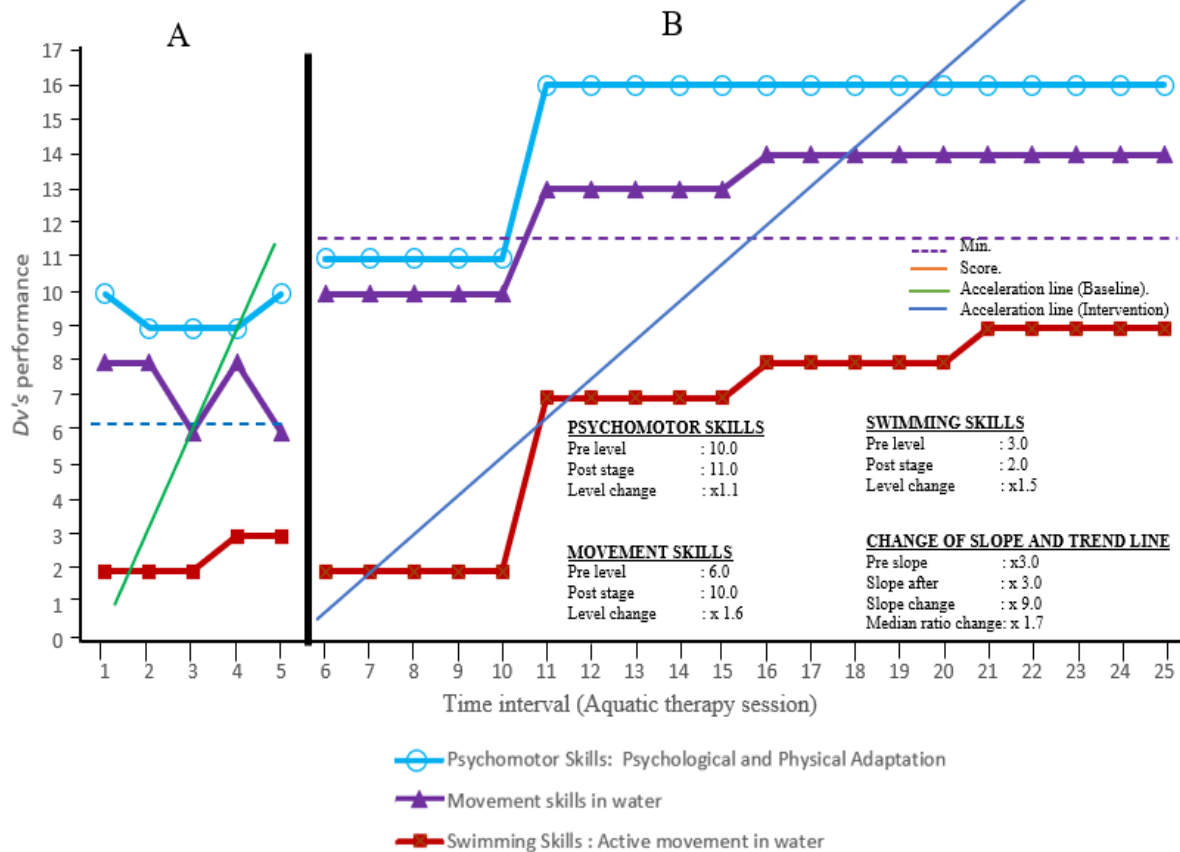 A
B
17
16
15
14
13
12
11
10
9
8
7
6
5
4
3
2
1
0
Dv's performance
Min.
Score.
Acceleration line (Baseline).
Acceleration line (Intervention)
PSYCHOMOTOR SKILLS
Pre level : 10.0
Post stage : 11.0
Level change : x1.1
SWIMMING SKILLS
Pre level : 3.0
Post stage : 2.0
Level change : x1.5
MOVEMENT SKILLS
Pre level : 6.0
Post stage : 10.0
Level change : x 1.6
CHANGE OF SLOPE AND TREND LINE
Pre slope : x3.0
Slope after : x 3.0
Slope change : x 9.0
Median ratio change: x 1.7
1 2 3 4 5 6 7 8 9 10 11 12 13 14 15 16 17 18 19 20 21 22 23 24 25
Time interval (Aquatic therapy session)
Psychomotor Skills: Psychological and Physical Adaptation
Movement skills in water
Swimming Skills : Active movement in water